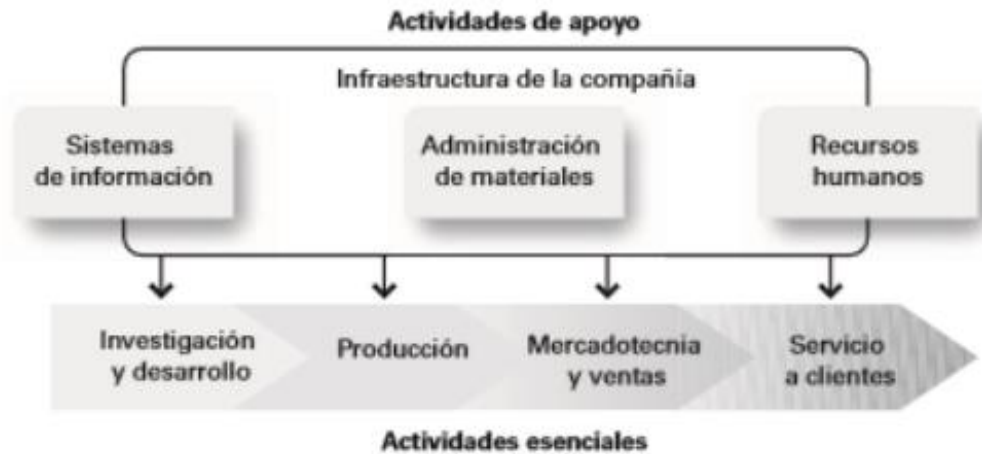 Actividades de apoyo
Infraestructura de la compañía
Sistemas
de información
Administración
de materiales
Recursos
humanos
Investigación
y desarrollo
Producción
Mercadotecnia
y ventas
Servicio
a clientes
Actividades esenciales